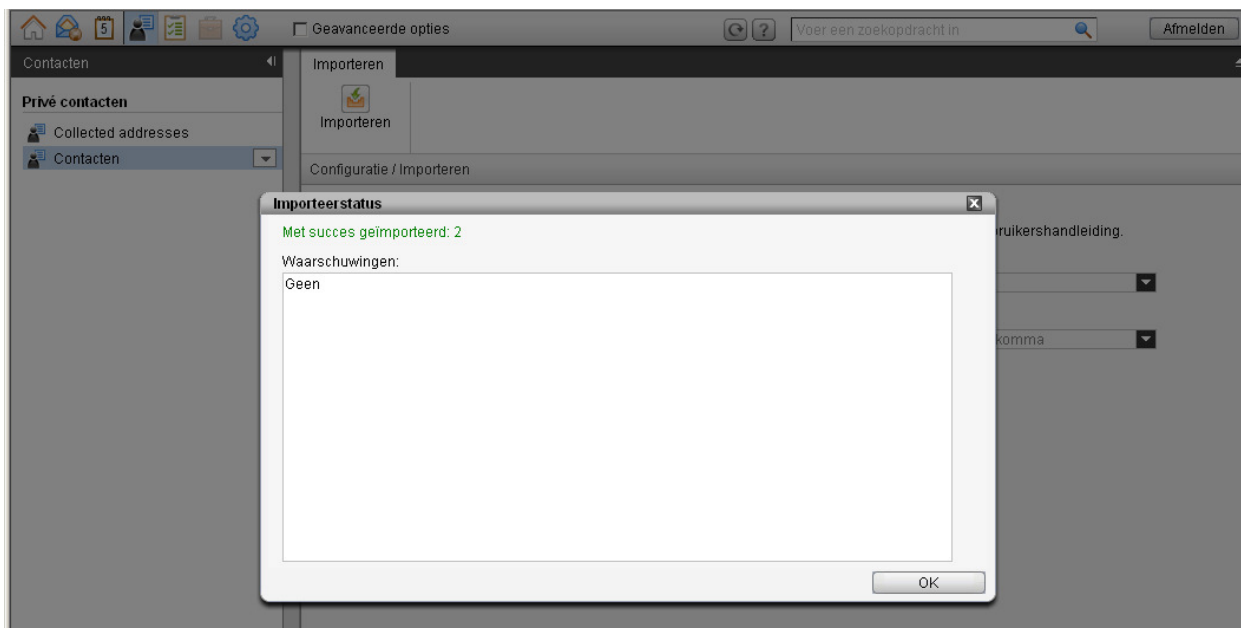 5
Geavanceerde opties
?
Voer een zoekopdracht in
Afmelden
Contacten
Importeren
Privé contacten
Importeren
Collected addresses
Contacten
Configuratie / Importeren
Importeerstatus
Met succes geïmporteerd: 2
ruikershandleiding.
Waarschuwingen:
Geen
komma
OK